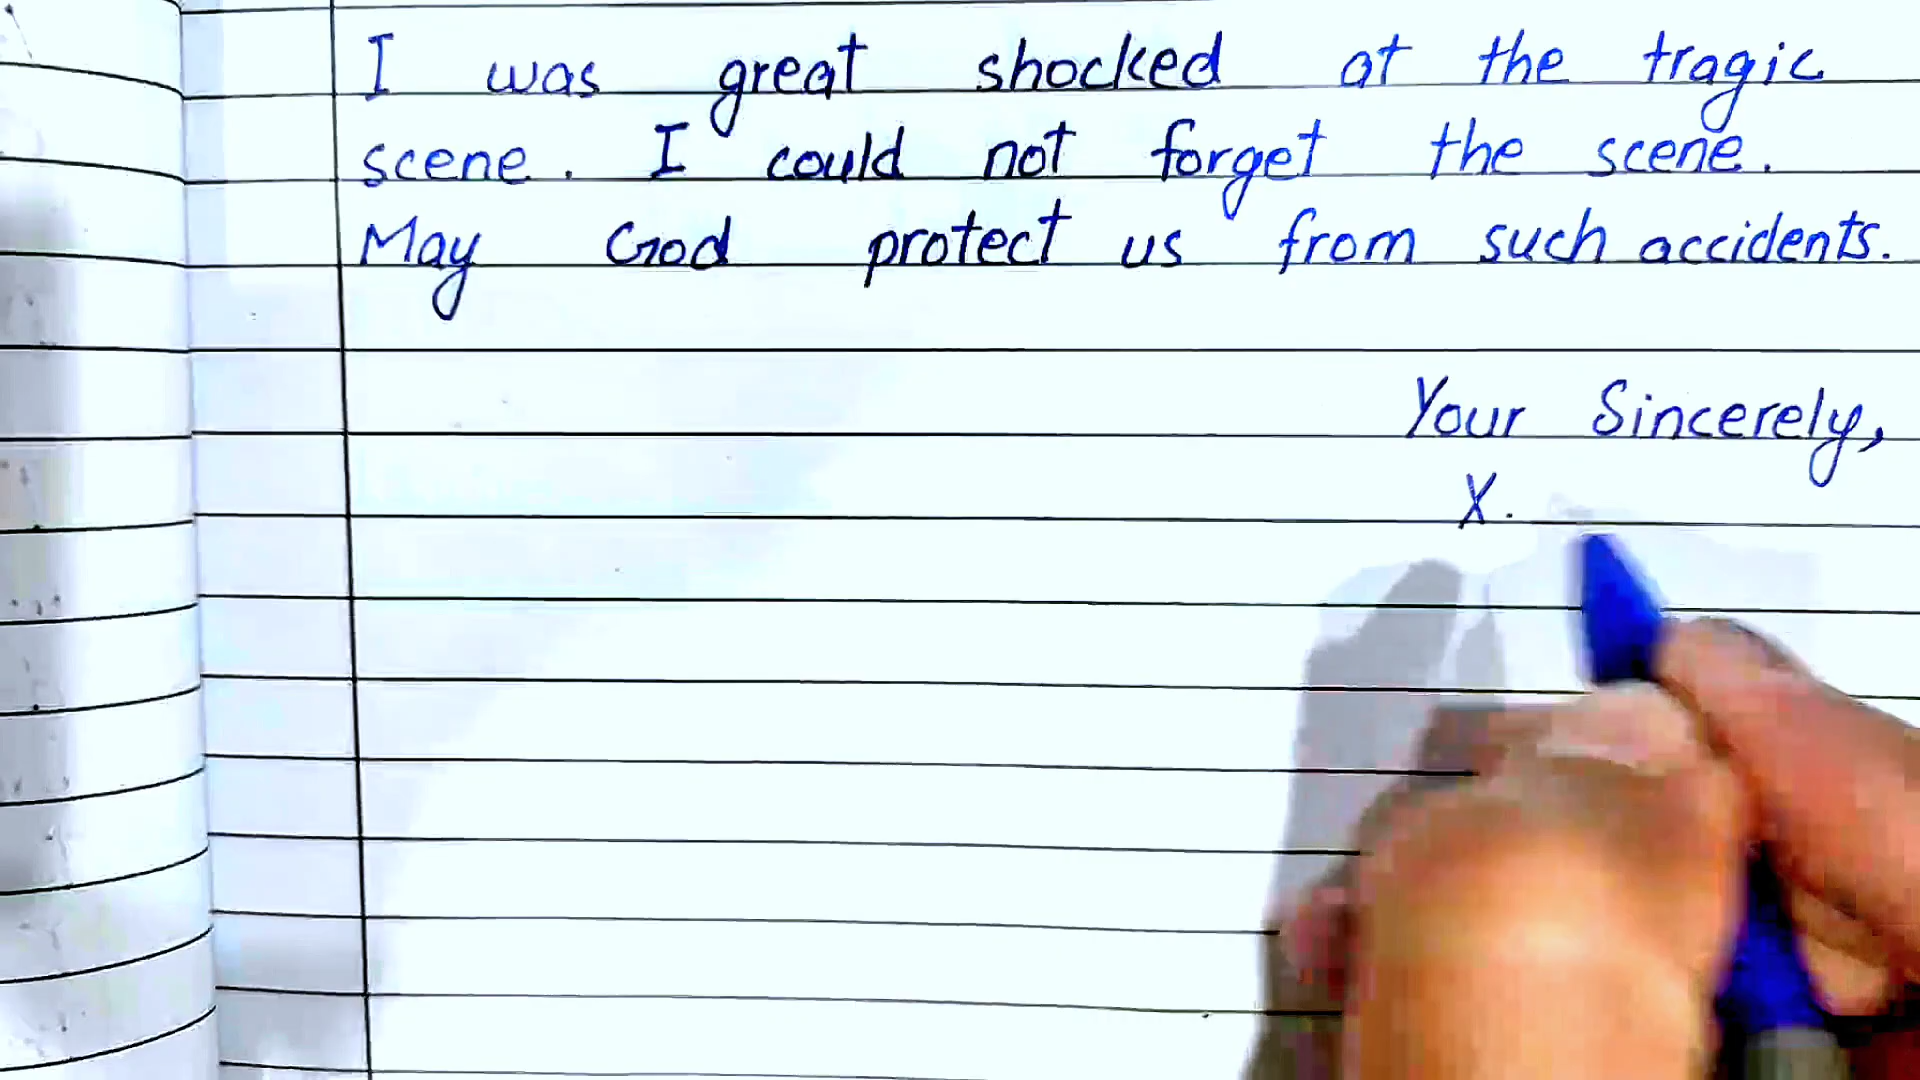 I was great shocked at the tragic
scene. I could not forget the scene.
May God protect us from such accidents.
Your Sincerely,
X.